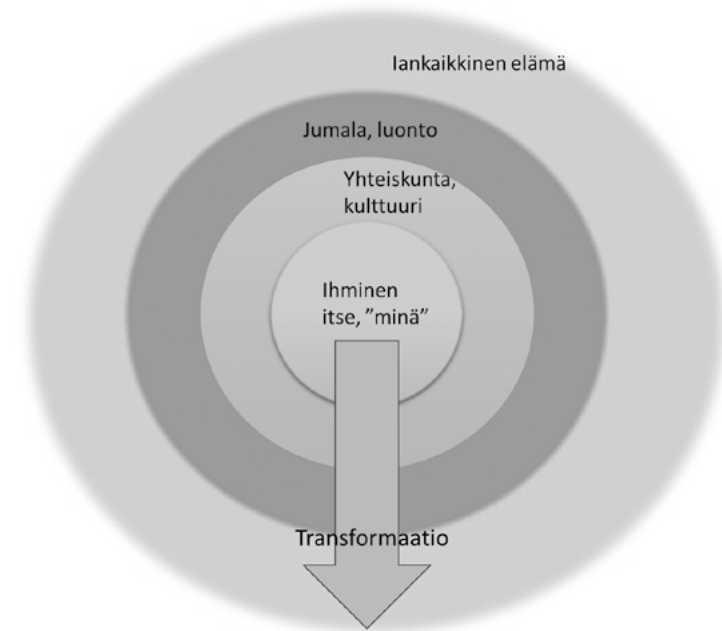 Iankaikkinen elämä
Jumala, luonto
Yhteiskunta,
kulttuuri
Ihminen
itse, ”minä”
Transformaatio